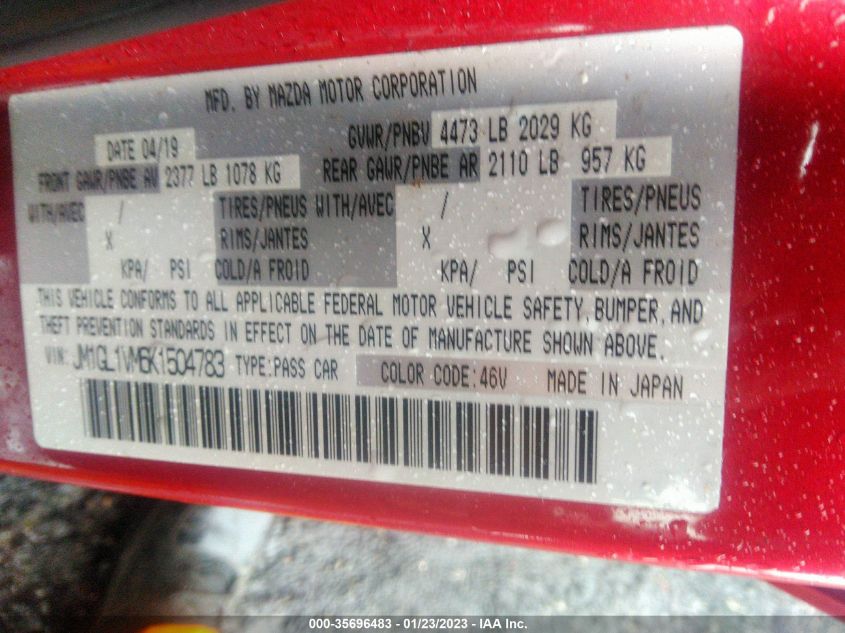 MFD. BY MAZDA MOTOR CORPORATION
DATE 04/19 GVWR/PNBV 4473 LB 2029 KG
FRONT GAWR/PNBE AV 2377 LB 1078 KG REAR GAWR/PNBE AR 2110 LB 957 KG
WITH/AVEC / TIRES/PNEUS WITH/AVEC / TIRES/PNEUS
X RIMS/JANTES X RIMS/JANTES
KPA/ PSI COLD/A FROID KPA/ PSI COLD/A FROID
THIS VEHICLE CONFORMS TO ALL APPLICABLE FEDERAL MOTOR VEHICLE SAFETY, BUMPER, AND
THEFT PREVENTION STANDARDS IN EFFECT ON THE DATE OF MANUFACTURE SHOWN ABOVE.
VIN: JM1GL1VM6K1504783 TYPE:PASS CAR COLOR CODE:46V MADE IN JAPAN
000-35696483 - 01/23/2023 - IAA Inc.